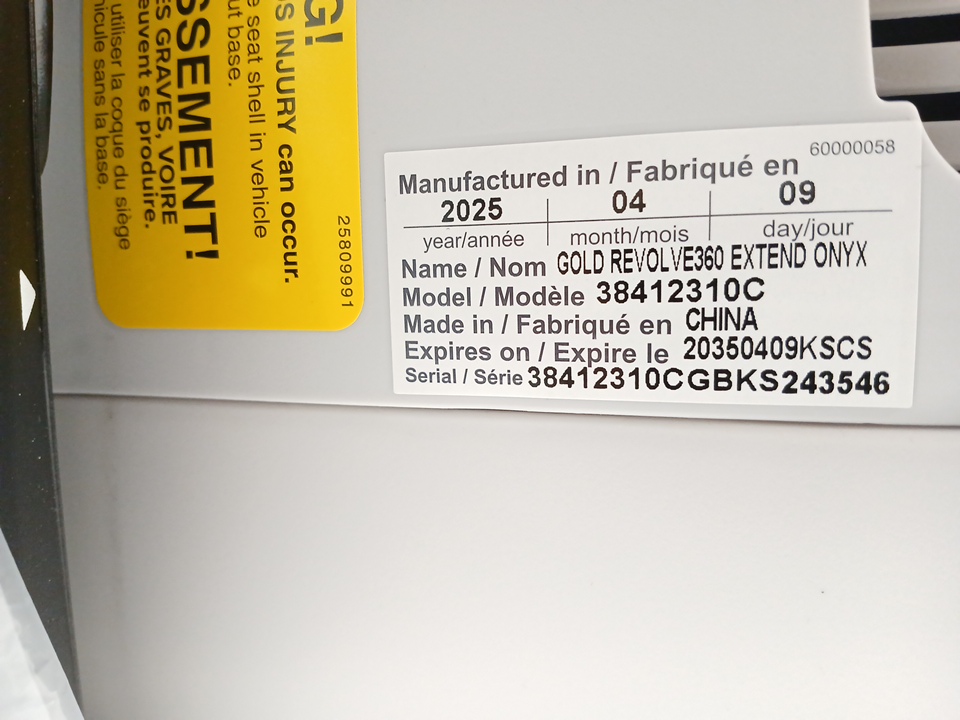 G!
S INJURY can occur.
e seat shell in vehicle
ut base.
SSEMENT!
ES GRAVES, VOIRE
euvent se produire.
utiliser la coque du siège
hicule sans la base.
25809991
60000058
Manufactured in / Fabriqué en
2025 04 09
year/année month/mois day/jour
Name / Nom GOLD REVOLVE360 EXTEND ONYX
Model / Modèle 38412310C
Made in / Fabriqué en CHINA
Expires on / Expire le 20350409KSCS
Serial / Série 38412310CGBKS243546